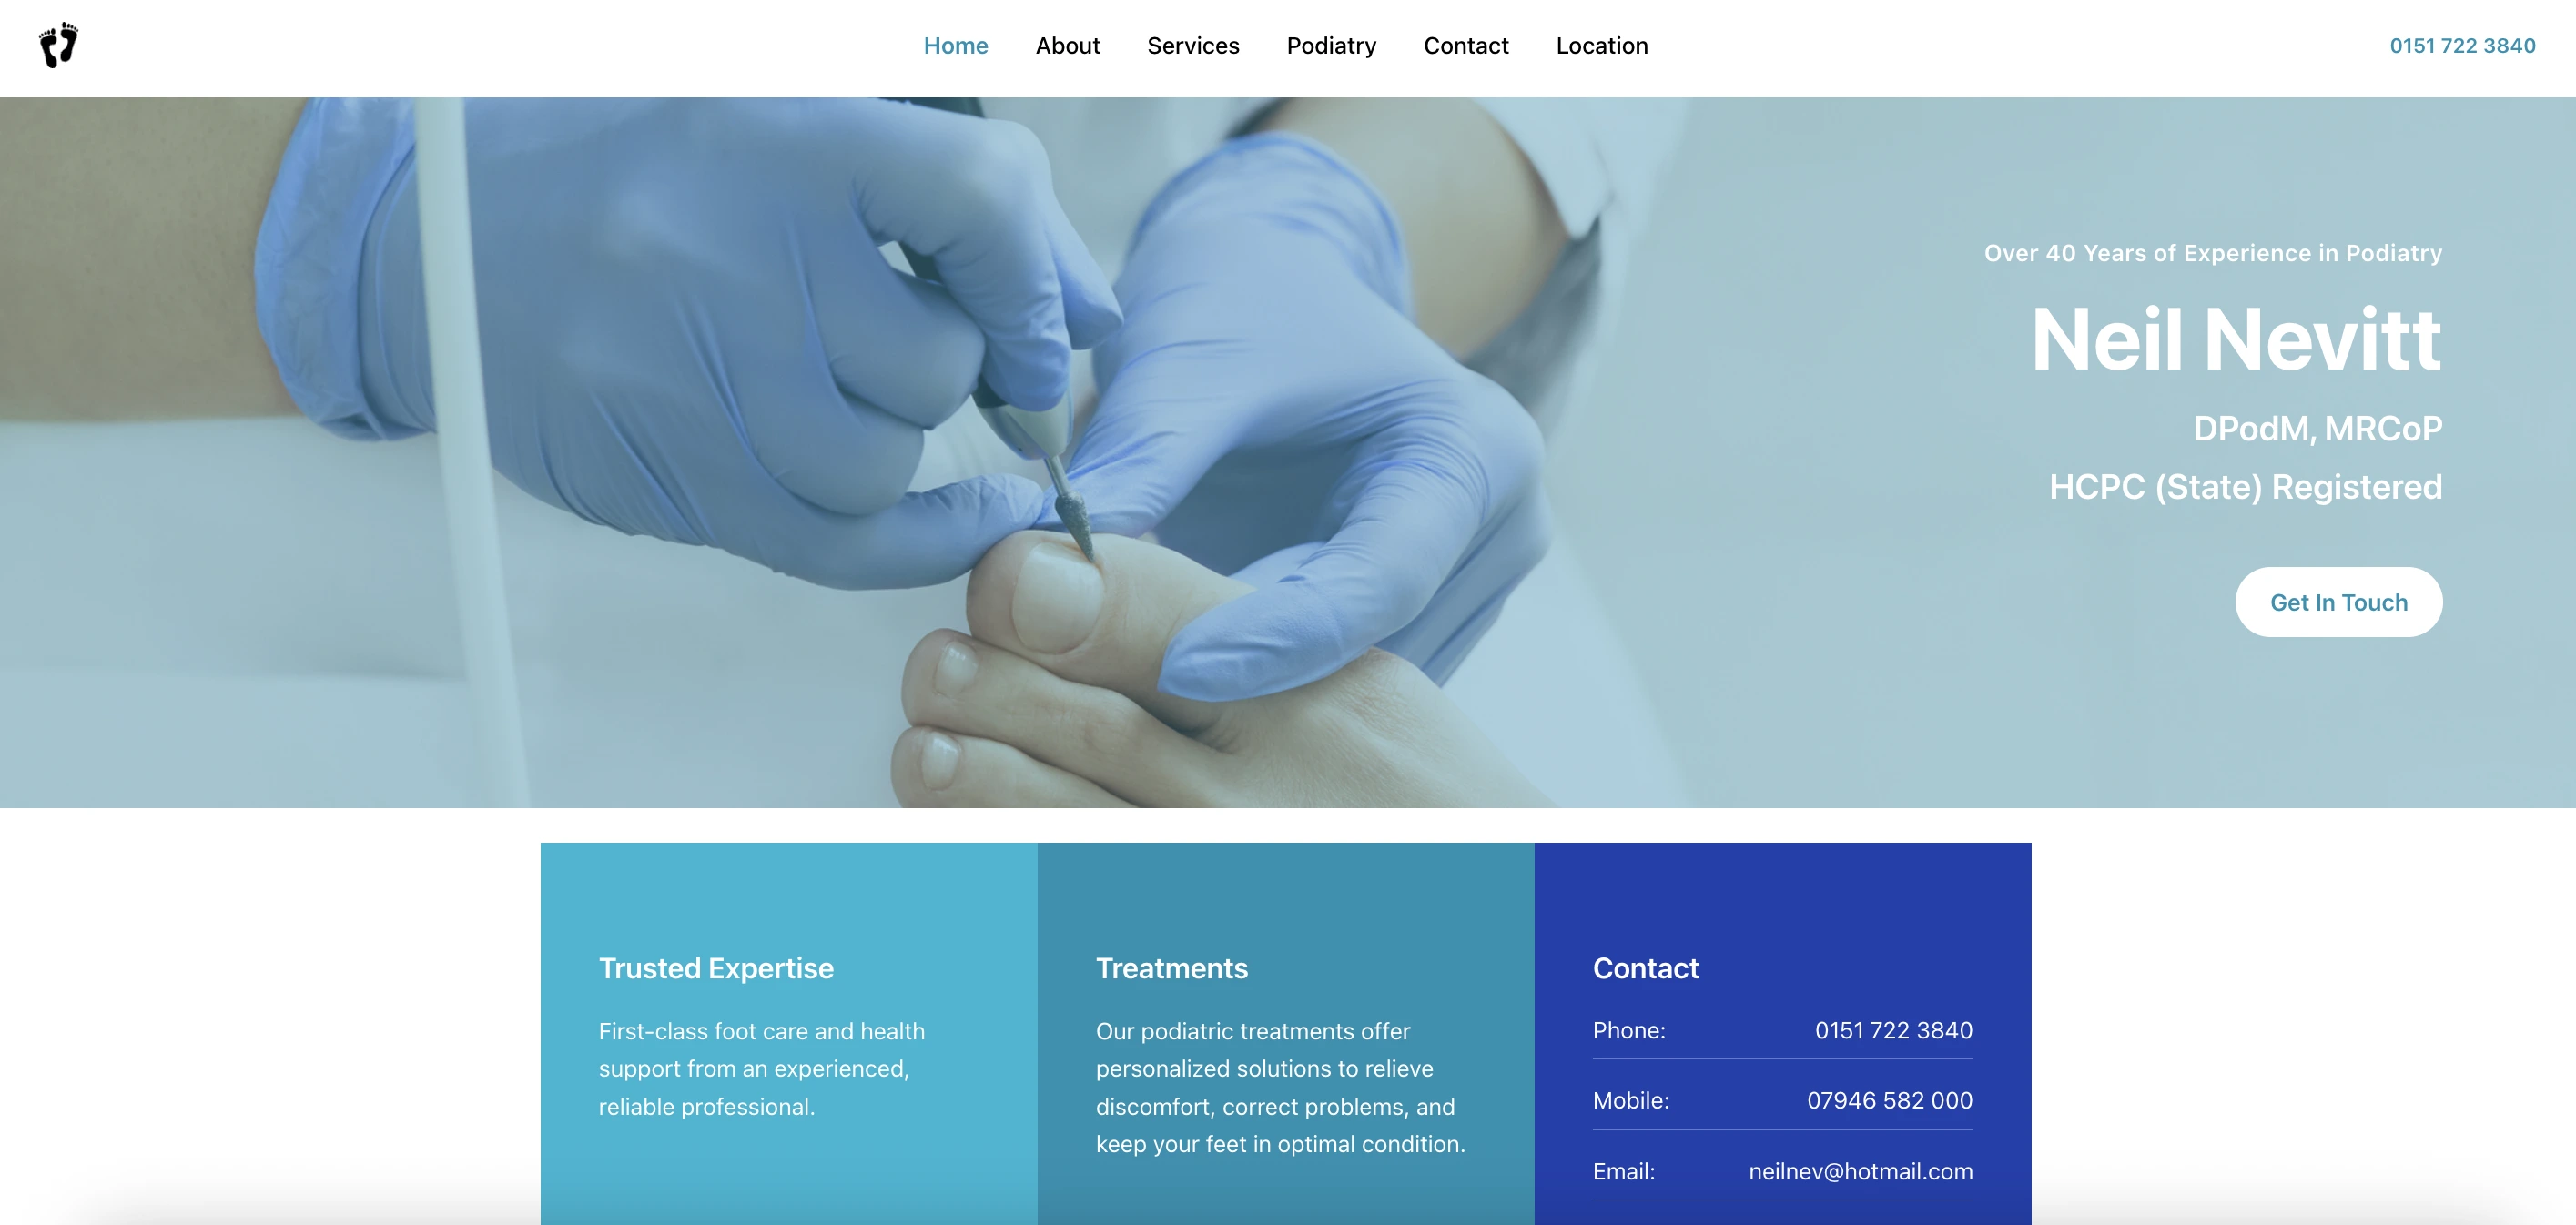 Home
About
Services
Podiatry
Contact
Location
0151 722 3840
Over 40 Years of Experience in Podiatry
Neil Nevitt
DPodM, MRCoP
HCPC (State) Registered
Get In Touch
Trusted Expertise
First-class foot care and health
support from an experienced,
reliable professional.
Treatments
Our podiatric treatments offer
personalized solutions to relieve
discomfort, correct problems, and
keep your feet in optimal condition.
Contact
Phone: 0151 722 3840
Mobile: 07946 582 000
Email: neilnev@hotmail.com